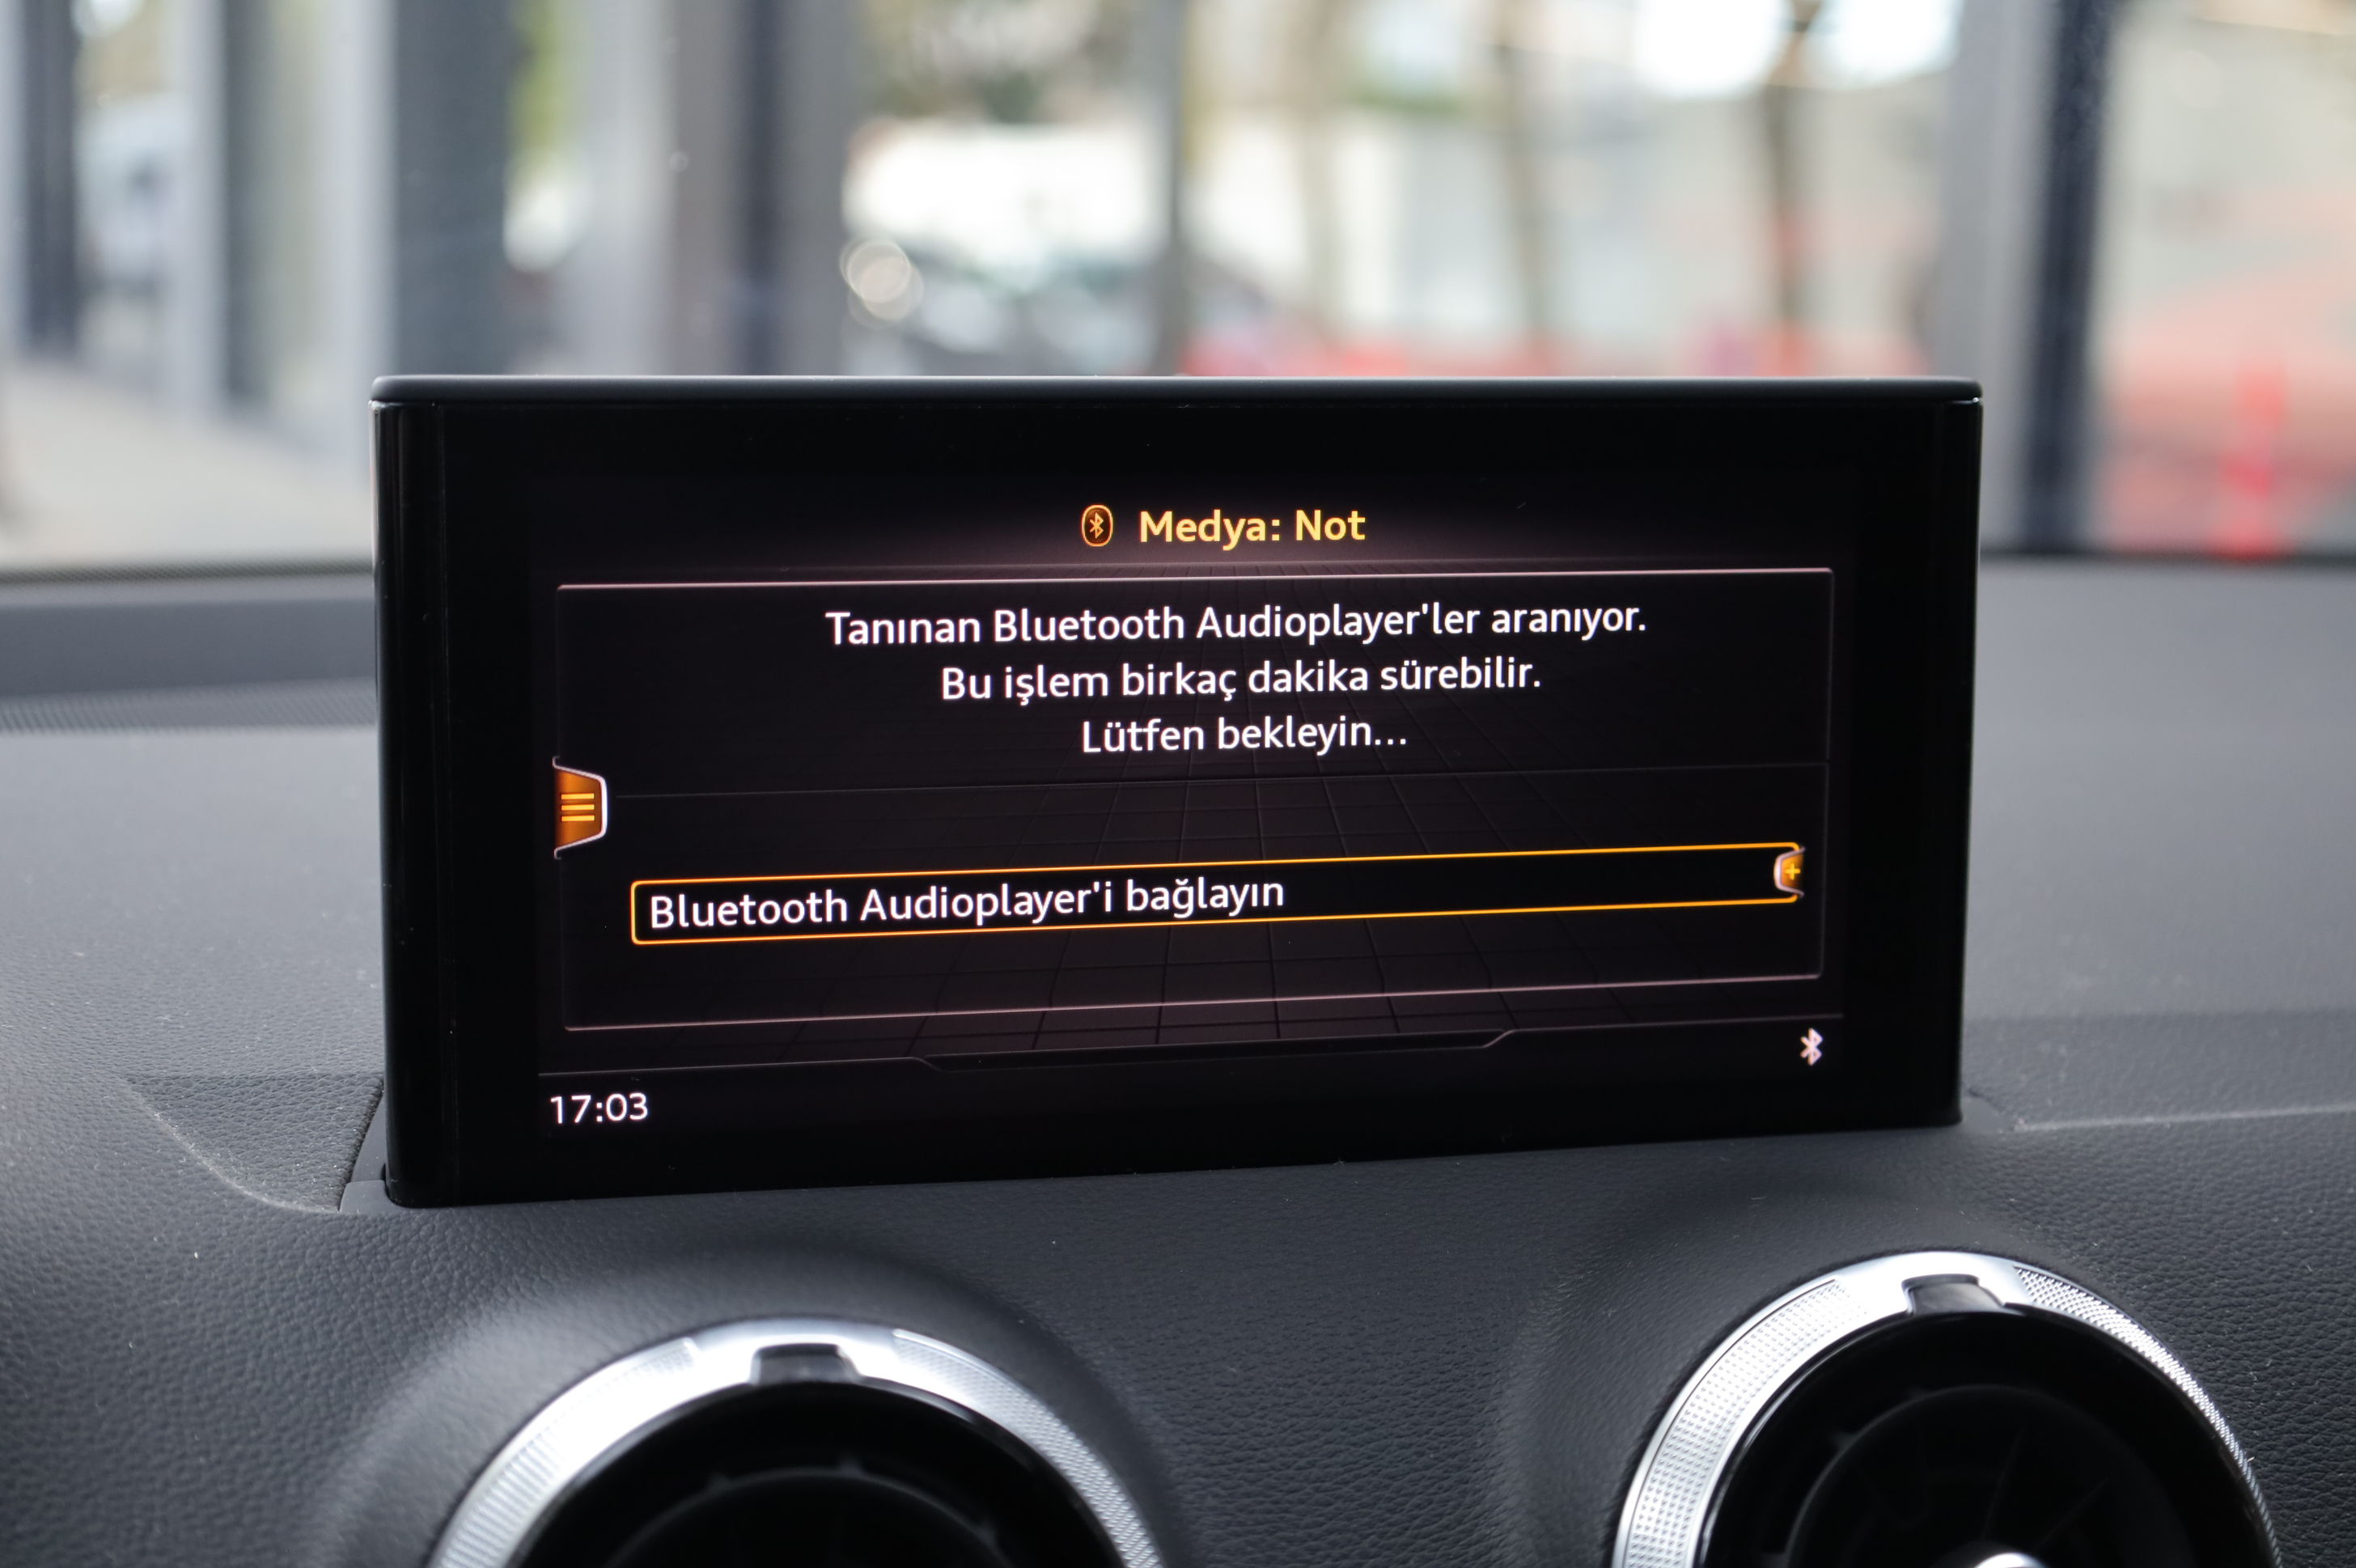 Medya: Not
Tanınan Bluetooth Audioplayer'ler aranıyor.
Bu işlem birkaç dakika sürebilir.
Lütfen bekleyin...
Bluetooth Audioplayer'i bağlayın
17:03